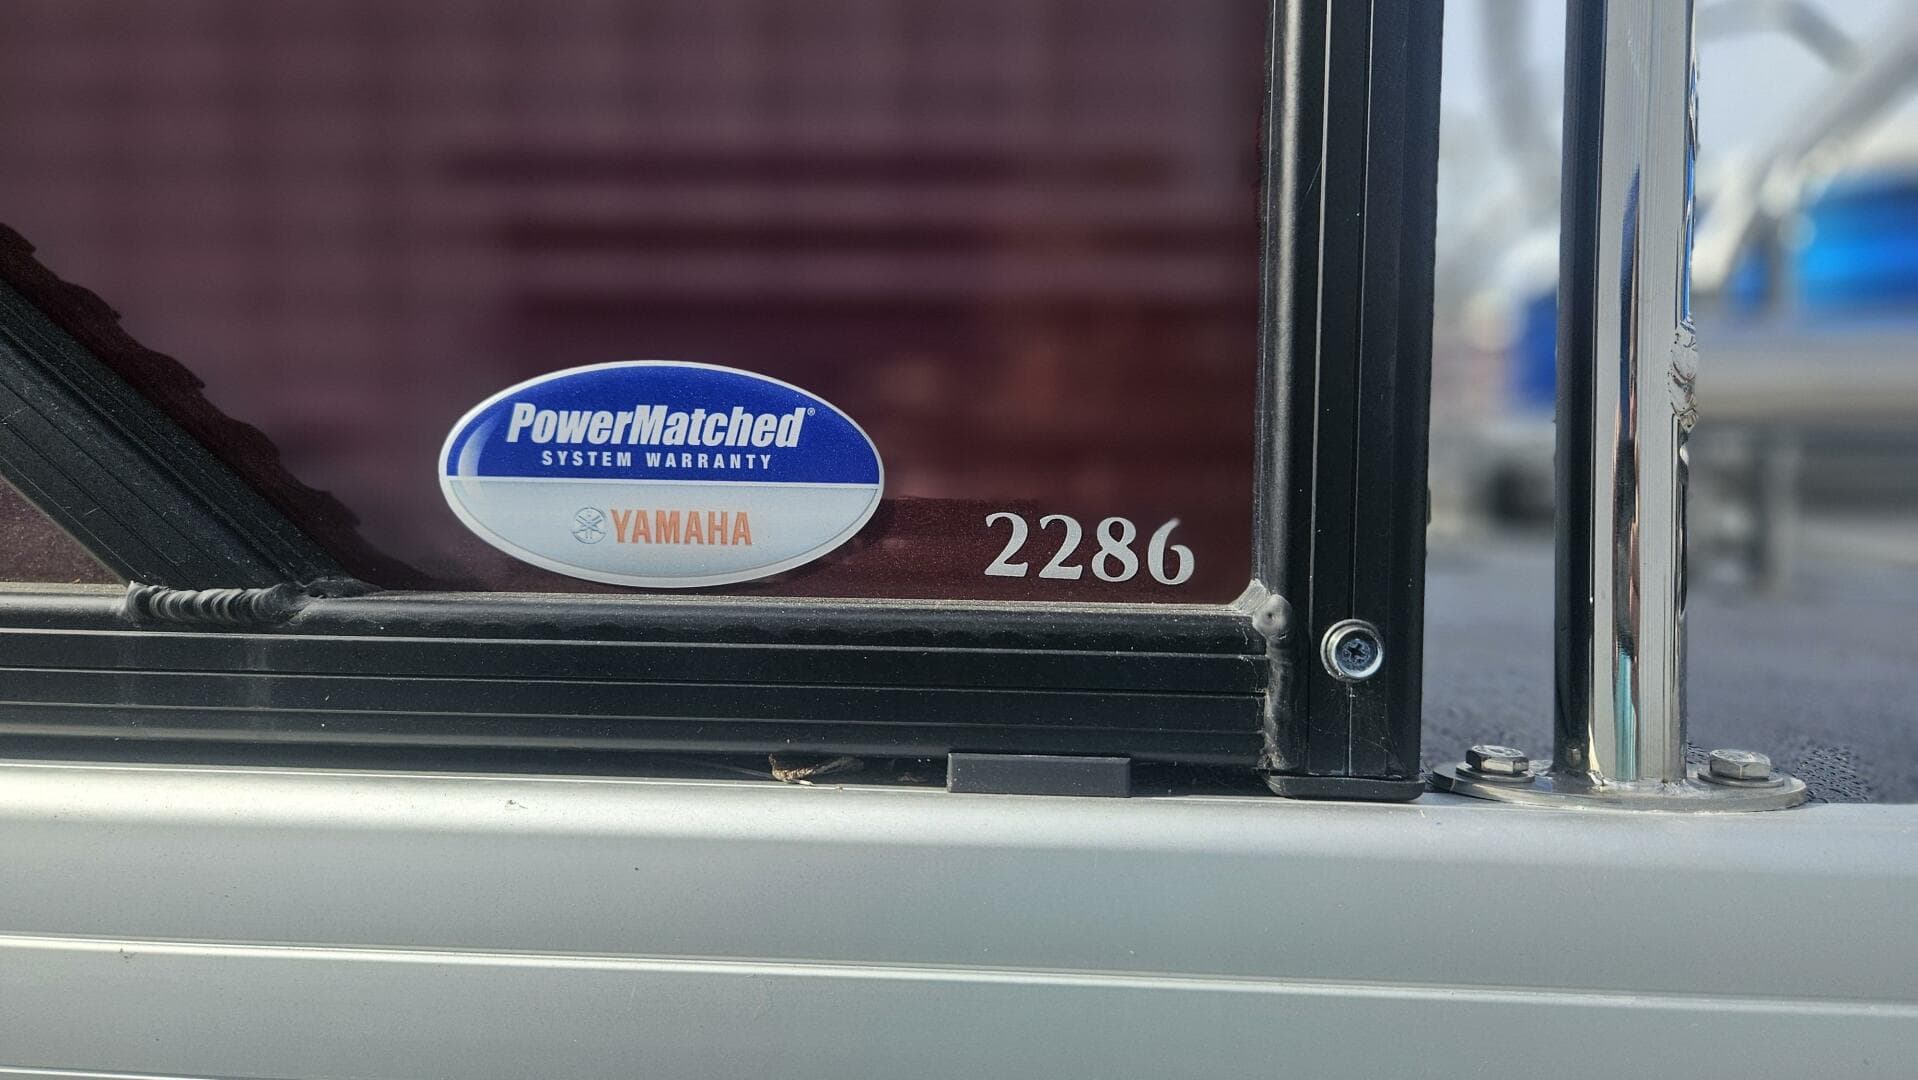 PowerMatched®
SYSTEM WARRANTY
YAMAHA
2286